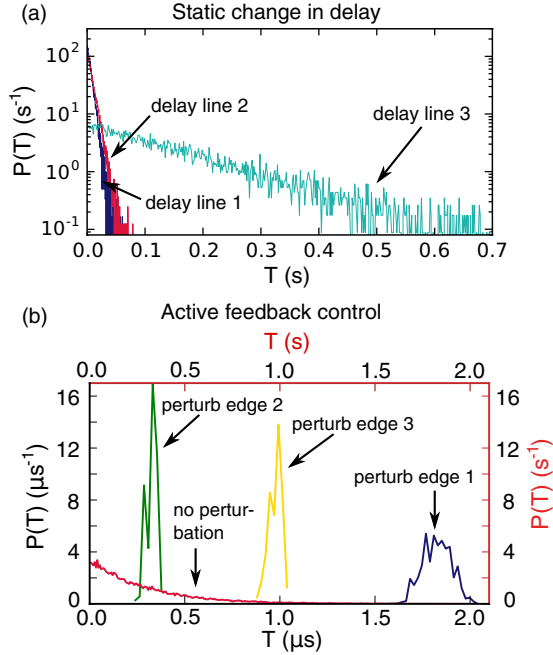 (a) Static change in delay
P(T) (s⁻¹)
10²
10¹
10⁰
10⁻¹
delay line 2
delay line 3
delay line 1
0.0 0.1 0.2 0.3 0.4 0.5 0.6 0.7
T (s)
(b) Active feedback control
T (s)
0.0 0.5 1.0 1.5 2.0
P(T) (μs⁻¹)
16
12
8
4
0
perturb edge 2
perturb edge 3
perturb edge 1
no pertur-
bation
16
12
8
4
0
P(T) (s⁻¹)
0.0 0.5 1.0 1.5 2.0
T (μs)